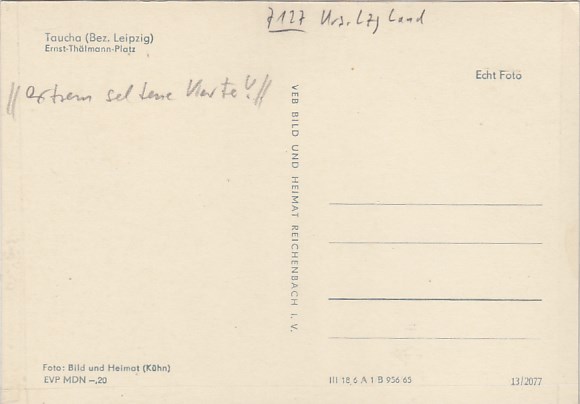 7127 Krs. Lzg Land
Taucha (Bez. Leipzig)
Ernst-Thälmann-Platz
Echt Foto
// extrem seltene Karte! //
VEB BILD UND HEIMAT REICHENBACH I. V.
Foto: Bild und Heimat (Kühn)
EVP MDN –,20
III 18 6 A 1 B 956/65
13/2077